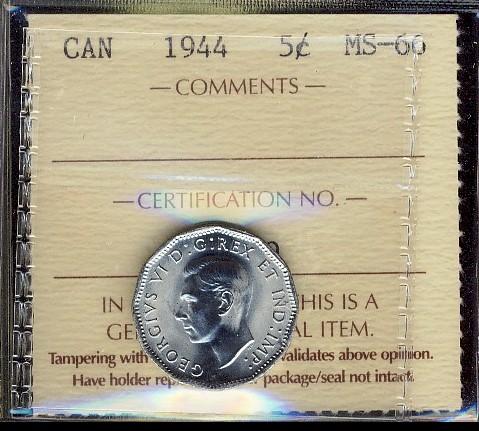 CAN 1944 5¢ MS-66
— COMMENTS —
— CERTIFICATION NO. —
IN HIS IS A
GE AL ITEM.
Tampering with validates above opinion.
Have holder rep package/seal not intact.
GEORGIVS VI D:G:REX ET IND:IMP: